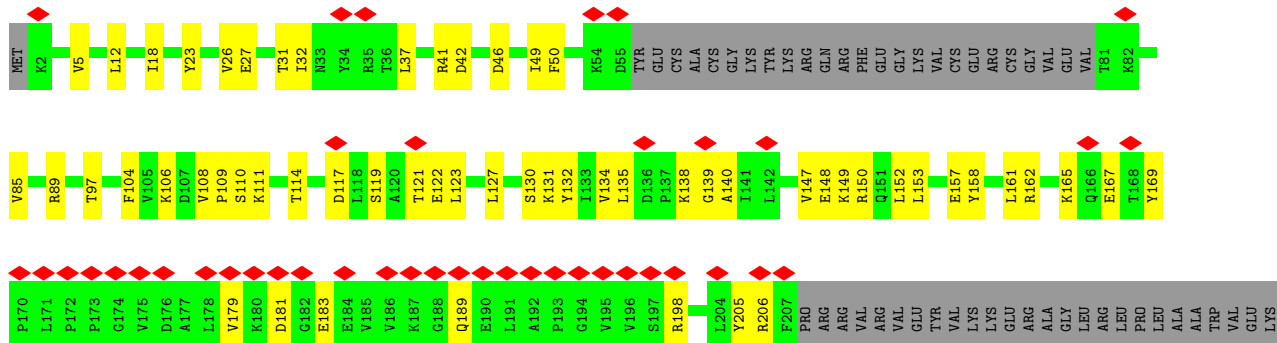 MET K2 V5 L12 I18 Y23 V26 E27 T31 I32 N33 Y34 R35 T36 L37 R41 D42 D46 I49 F50 K54 D55 TYR GLU CYS ALA CYS GLY LYS TYR LYS ARG GLN ARG PHE GLU GLY LYS VAL CYS GLU ARG CYS GLY VAL GLU VAL T81 K82
V85 R89 T97 F104 V105 K106 D107 V108 P109 S110 K111 T114 D117 L118 S119 A120 T121 E122 L123 L127 S130 K131 Y132 I133 V134 L135 D136 P137 K138 G139 A140 I141 L142 V147 E148 K149 R150 Q151 L152 L153 E157 Y158 L161 R162 K165 Q166 E167 T168 Y169
P170 L171 P172 P173 G174 V175 D176 A177 L178 V179 K180 D181 G182 E183 E184 V185 V186 K187 G188 Q189 E190 L191 A192 P193 G194 V195 V196 S197 R198 L204 Y205 R206 F207 PRO ARG ARG VAL ARG VAL GLU TYR VAL LYS LYS GLU ARG ALA GLY LEU ARG LEU PRO LEU ALA ALA TRP VAL GLU LYS